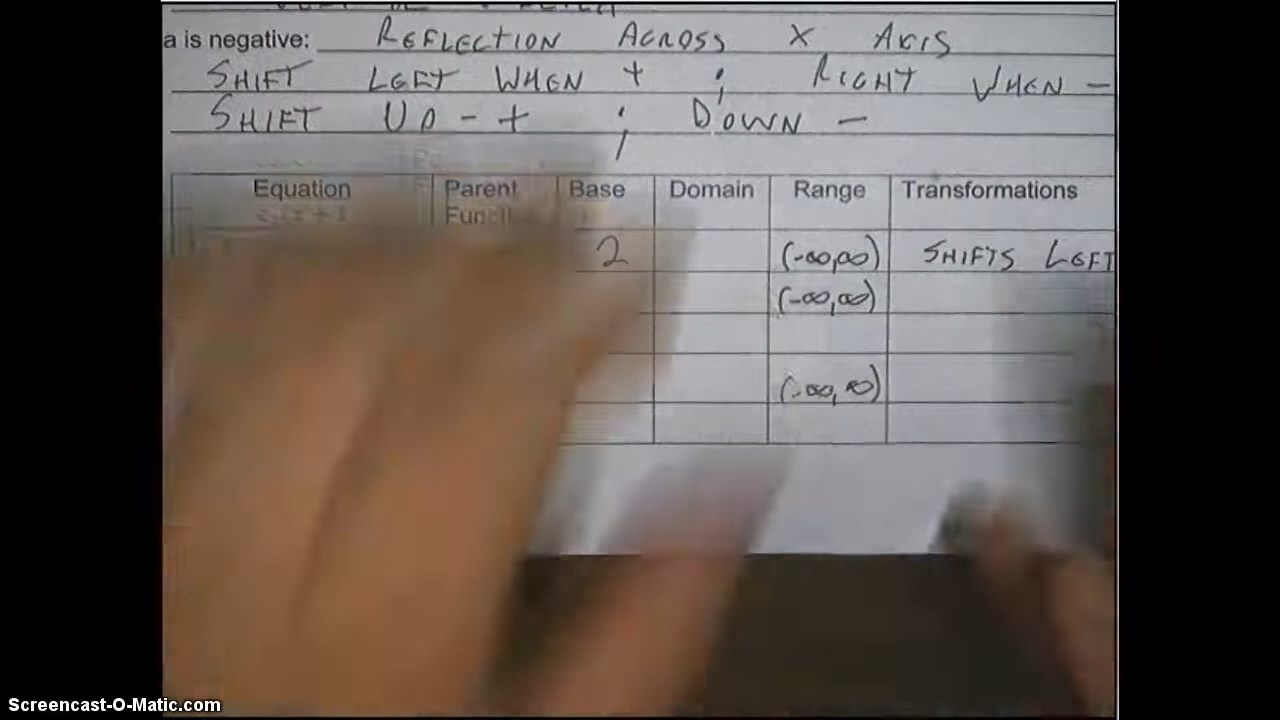 a is negative: REFLECTION ACROSS X AXIS
SHIFT LEFT WHEN + ; RIGHT WHEN -
SHIFT UP - + ; DOWN -
Equation Parent Base Domain Range Transformations
2 (-∞,∞) SHIFTS LEFT
(-∞,∞)
(-∞,∞)
Screencast-O-Matic.com